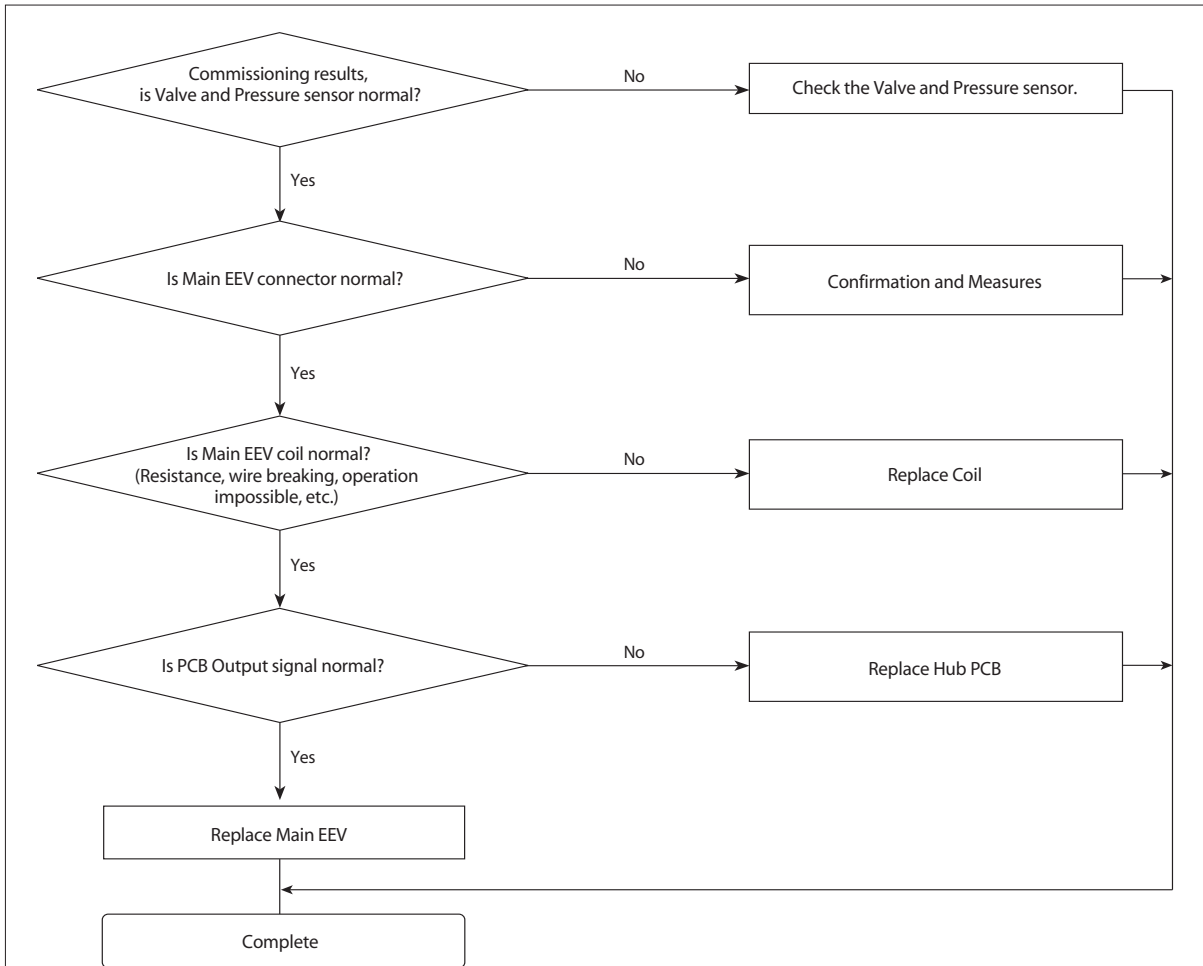 Commissioning results,
is Valve and Pressure sensor normal?
No
Check the Valve and Pressure sensor.
Yes
Is Main EEV connector normal?
No
Confirmation and Measures
Yes
Is Main EEV coil normal?
(Resistance, wire breaking, operation
impossible, etc.)
No
Replace Coil
Yes
Is PCB Output signal normal?
No
Replace Hub PCB
Yes
Replace Main EEV
Complete